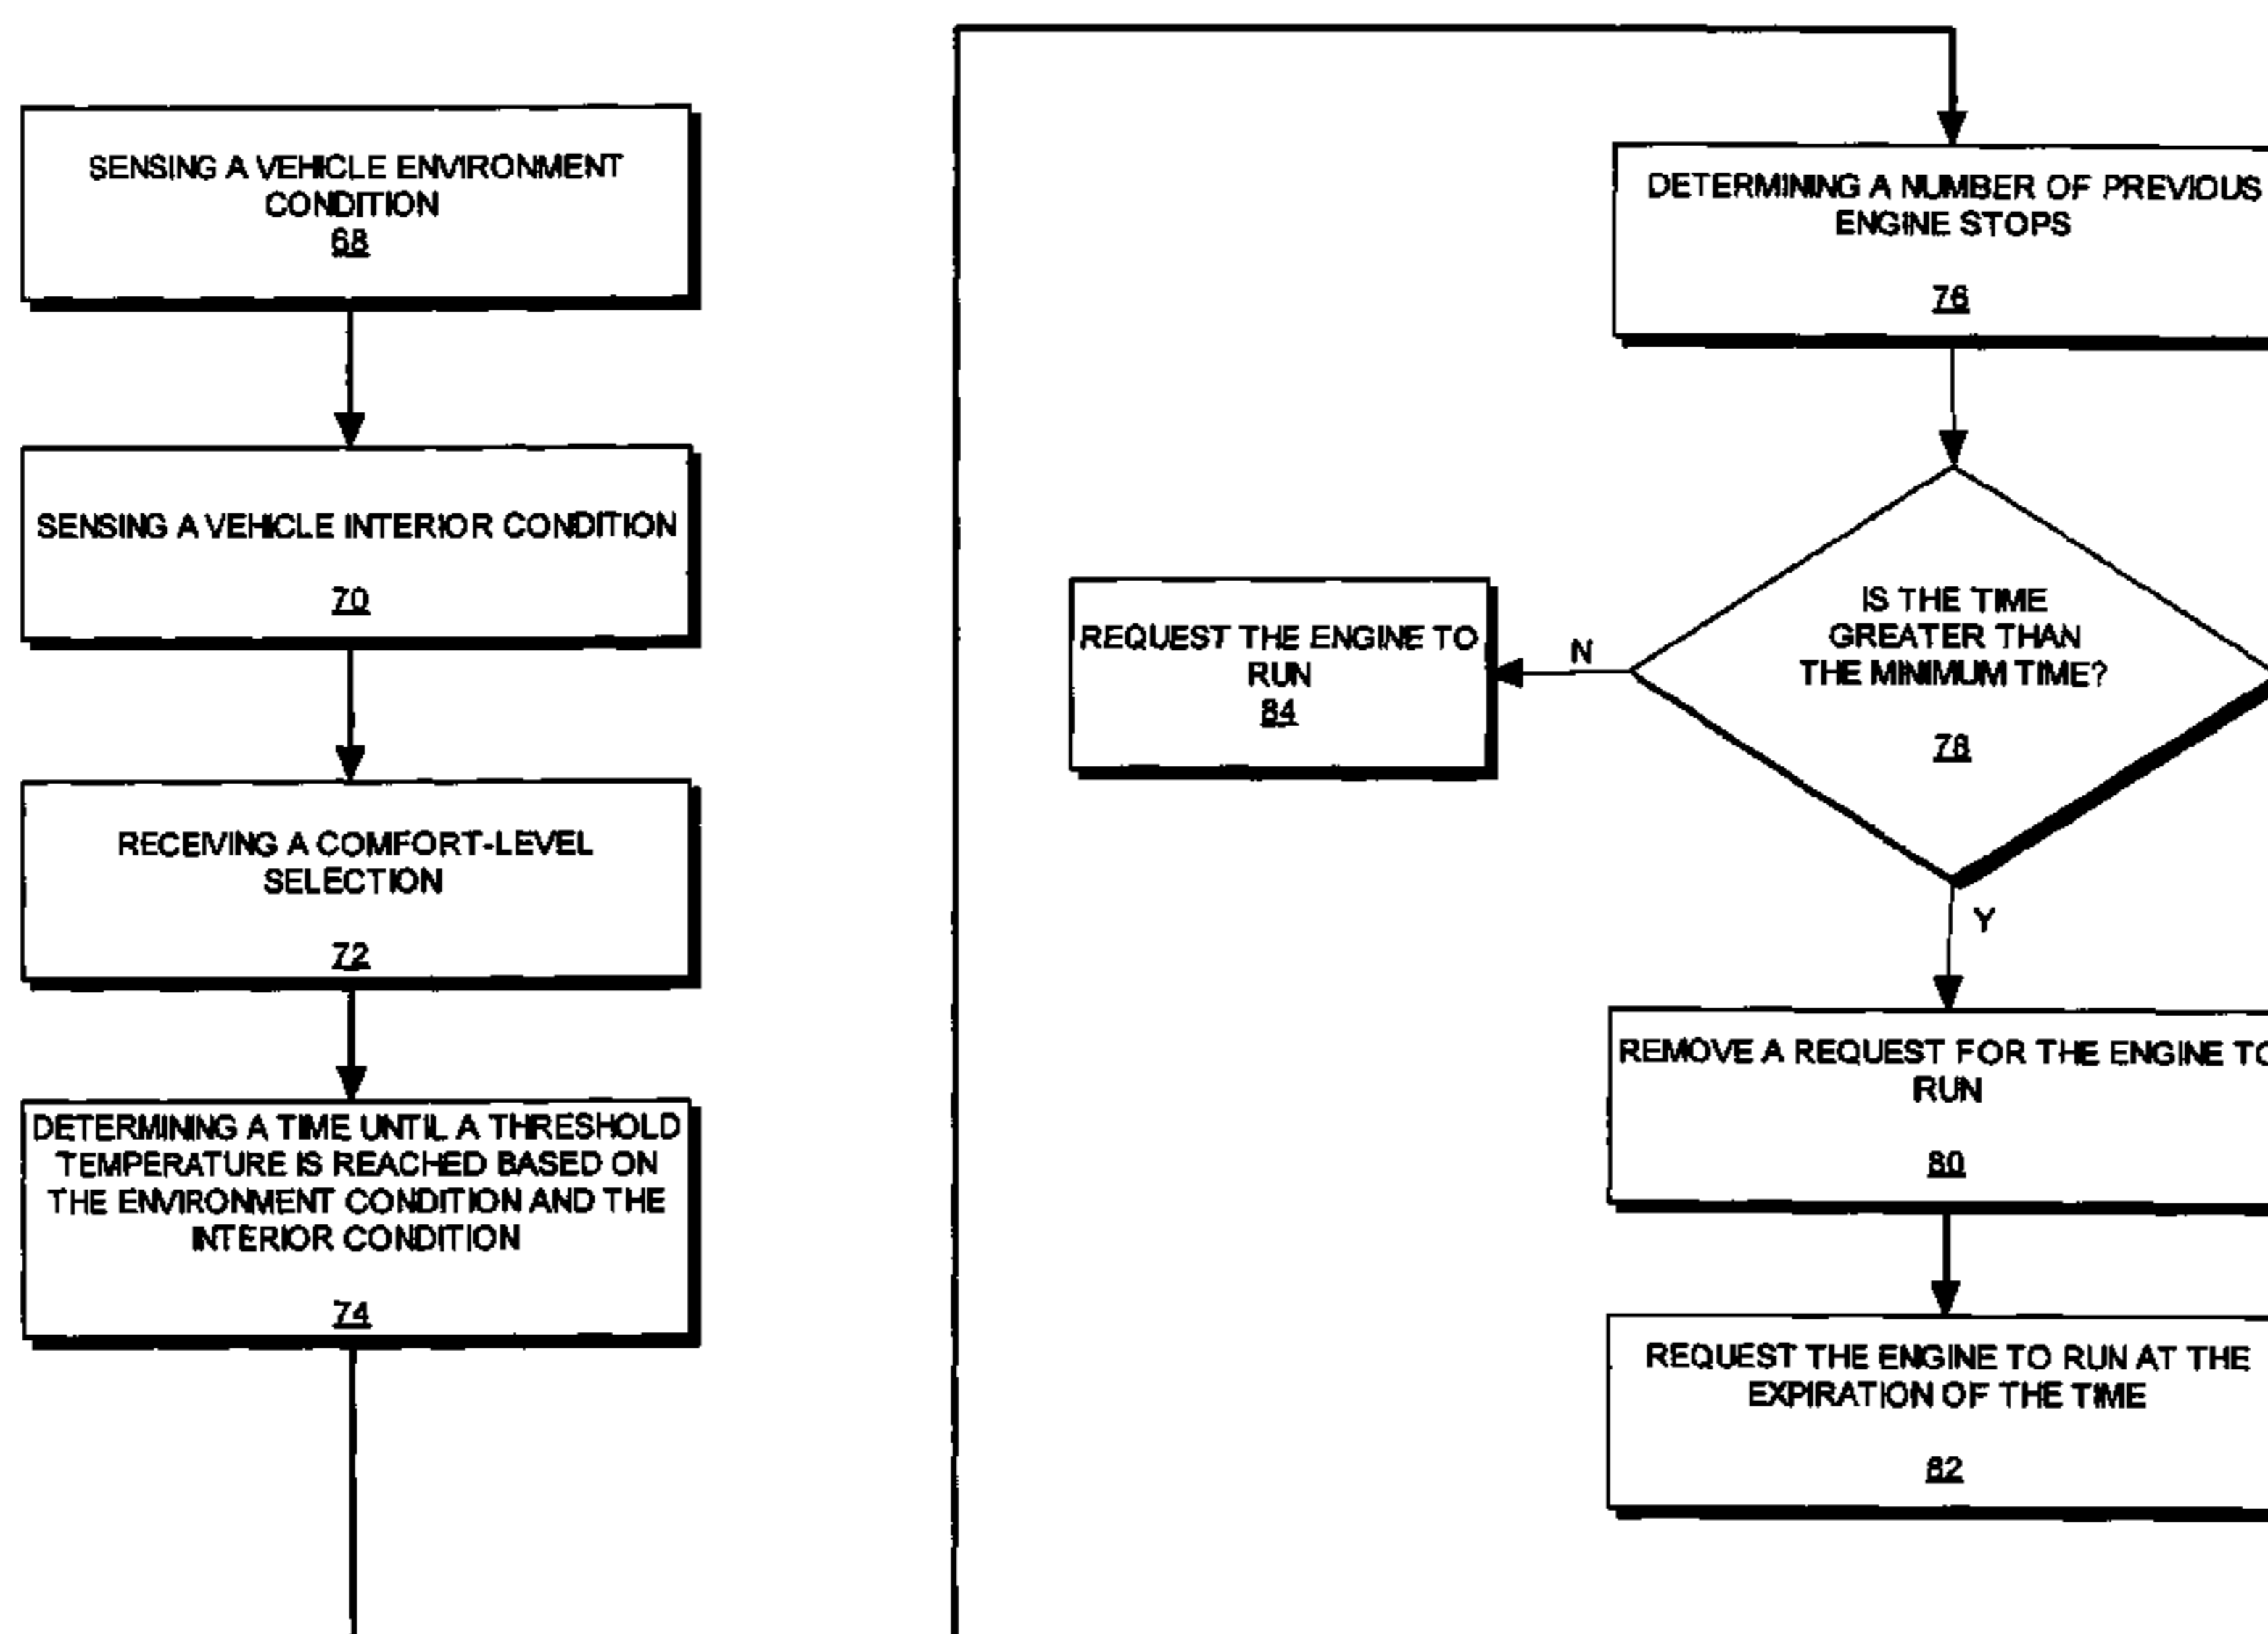 SENSING A VEHICLE ENVIRONMENT
CONDITION
68
SENSING A VEHICLE INTERIOR CONDITION
70
RECEIVING A COMFORT-LEVEL
SELECTION
72
DETERMINING A TIME UNTIL A THRESHOLD
TEMPERATURE IS REACHED BASED ON
THE ENVIRONMENT CONDITION AND THE
INTERIOR CONDITION
74
DETERMINING A NUMBER OF PREVIOUS
ENGINE STOPS
76
IS THE TIME
GREATER THAN
THE MINIMUM TIME?
78
N
REQUEST THE ENGINE TO
RUN
84
Y
REMOVE A REQUEST FOR THE ENGINE TO
RUN
80
REQUEST THE ENGINE TO RUN AT THE
EXPIRATION OF THE TIME
82